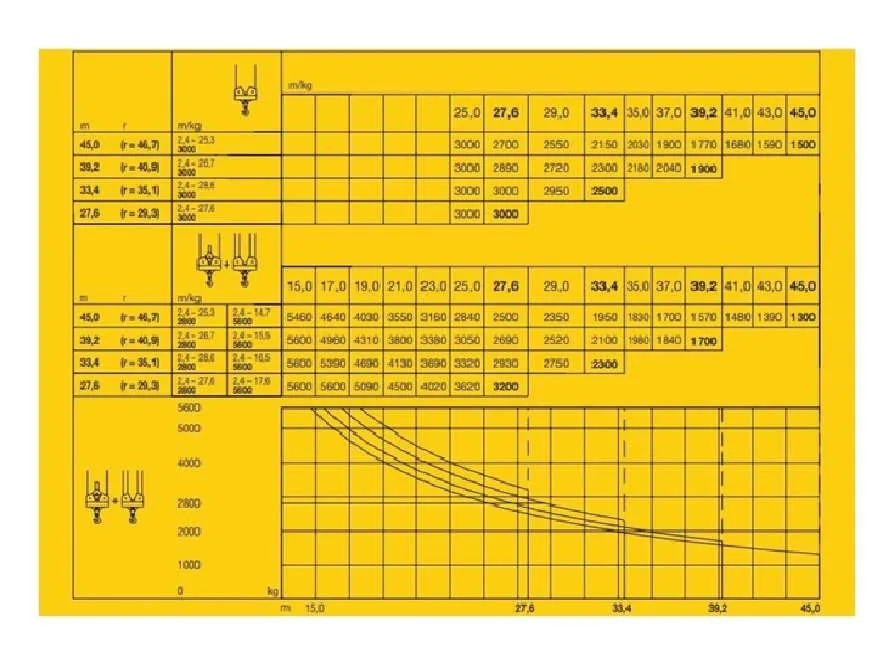 m/kg
25,0 27,6 29,0 33,4 35,0 37,0 39,2 41,0 43,0 45,0
m r m/kg
45,0 (r = 46,7) 2,4 – 25,3 3000 2700 2550 2150 2030 1900 1770 1680 1590 1500
3000
39,2 (r = 40,9) 2,4 – 26,7 3000 2890 2720 2300 2180 2040 1900
3000
33,4 (r = 35,1) 2,4 – 28,6 3000 3000 2950 2500
3000
27,6 (r = 29,3) 2,4 – 27,6 3000 3000
3000
15,0 17,0 19,0 21,0 23,0 25,0 27,6 29,0 33,4 35,0 37,0 39,2 41,0 43,0 45,0
m r m/kg
45,0 (r = 46,7) 2,4 – 25,3 2,4 – 14,7 5460 4640 4030 3550 3160 2840 2500 2350 1950 1830 1700 1570 1480 1390 1300
2800 5600
39,2 (r = 40,9) 2,4 – 26,7 2,4 – 15,5 5600 4960 4310 3800 3380 3050 2690 2520 2100 1980 1840 1700
2800 5600
33,4 (r = 35,1) 2,4 – 28,6 2,4 – 16,5 5600 5390 4690 4130 3690 3320 2930 2750 2300
2800 5600
27,6 (r = 29,3) 2,4 – 27,6 2,4 – 17,6 5600 5600 5090 4500 4020 3620 3200
2800 5600
5600
5000
4000
2800
2000
1000
0 kg
m 15,0 27,6 33,4 39,2 45,0